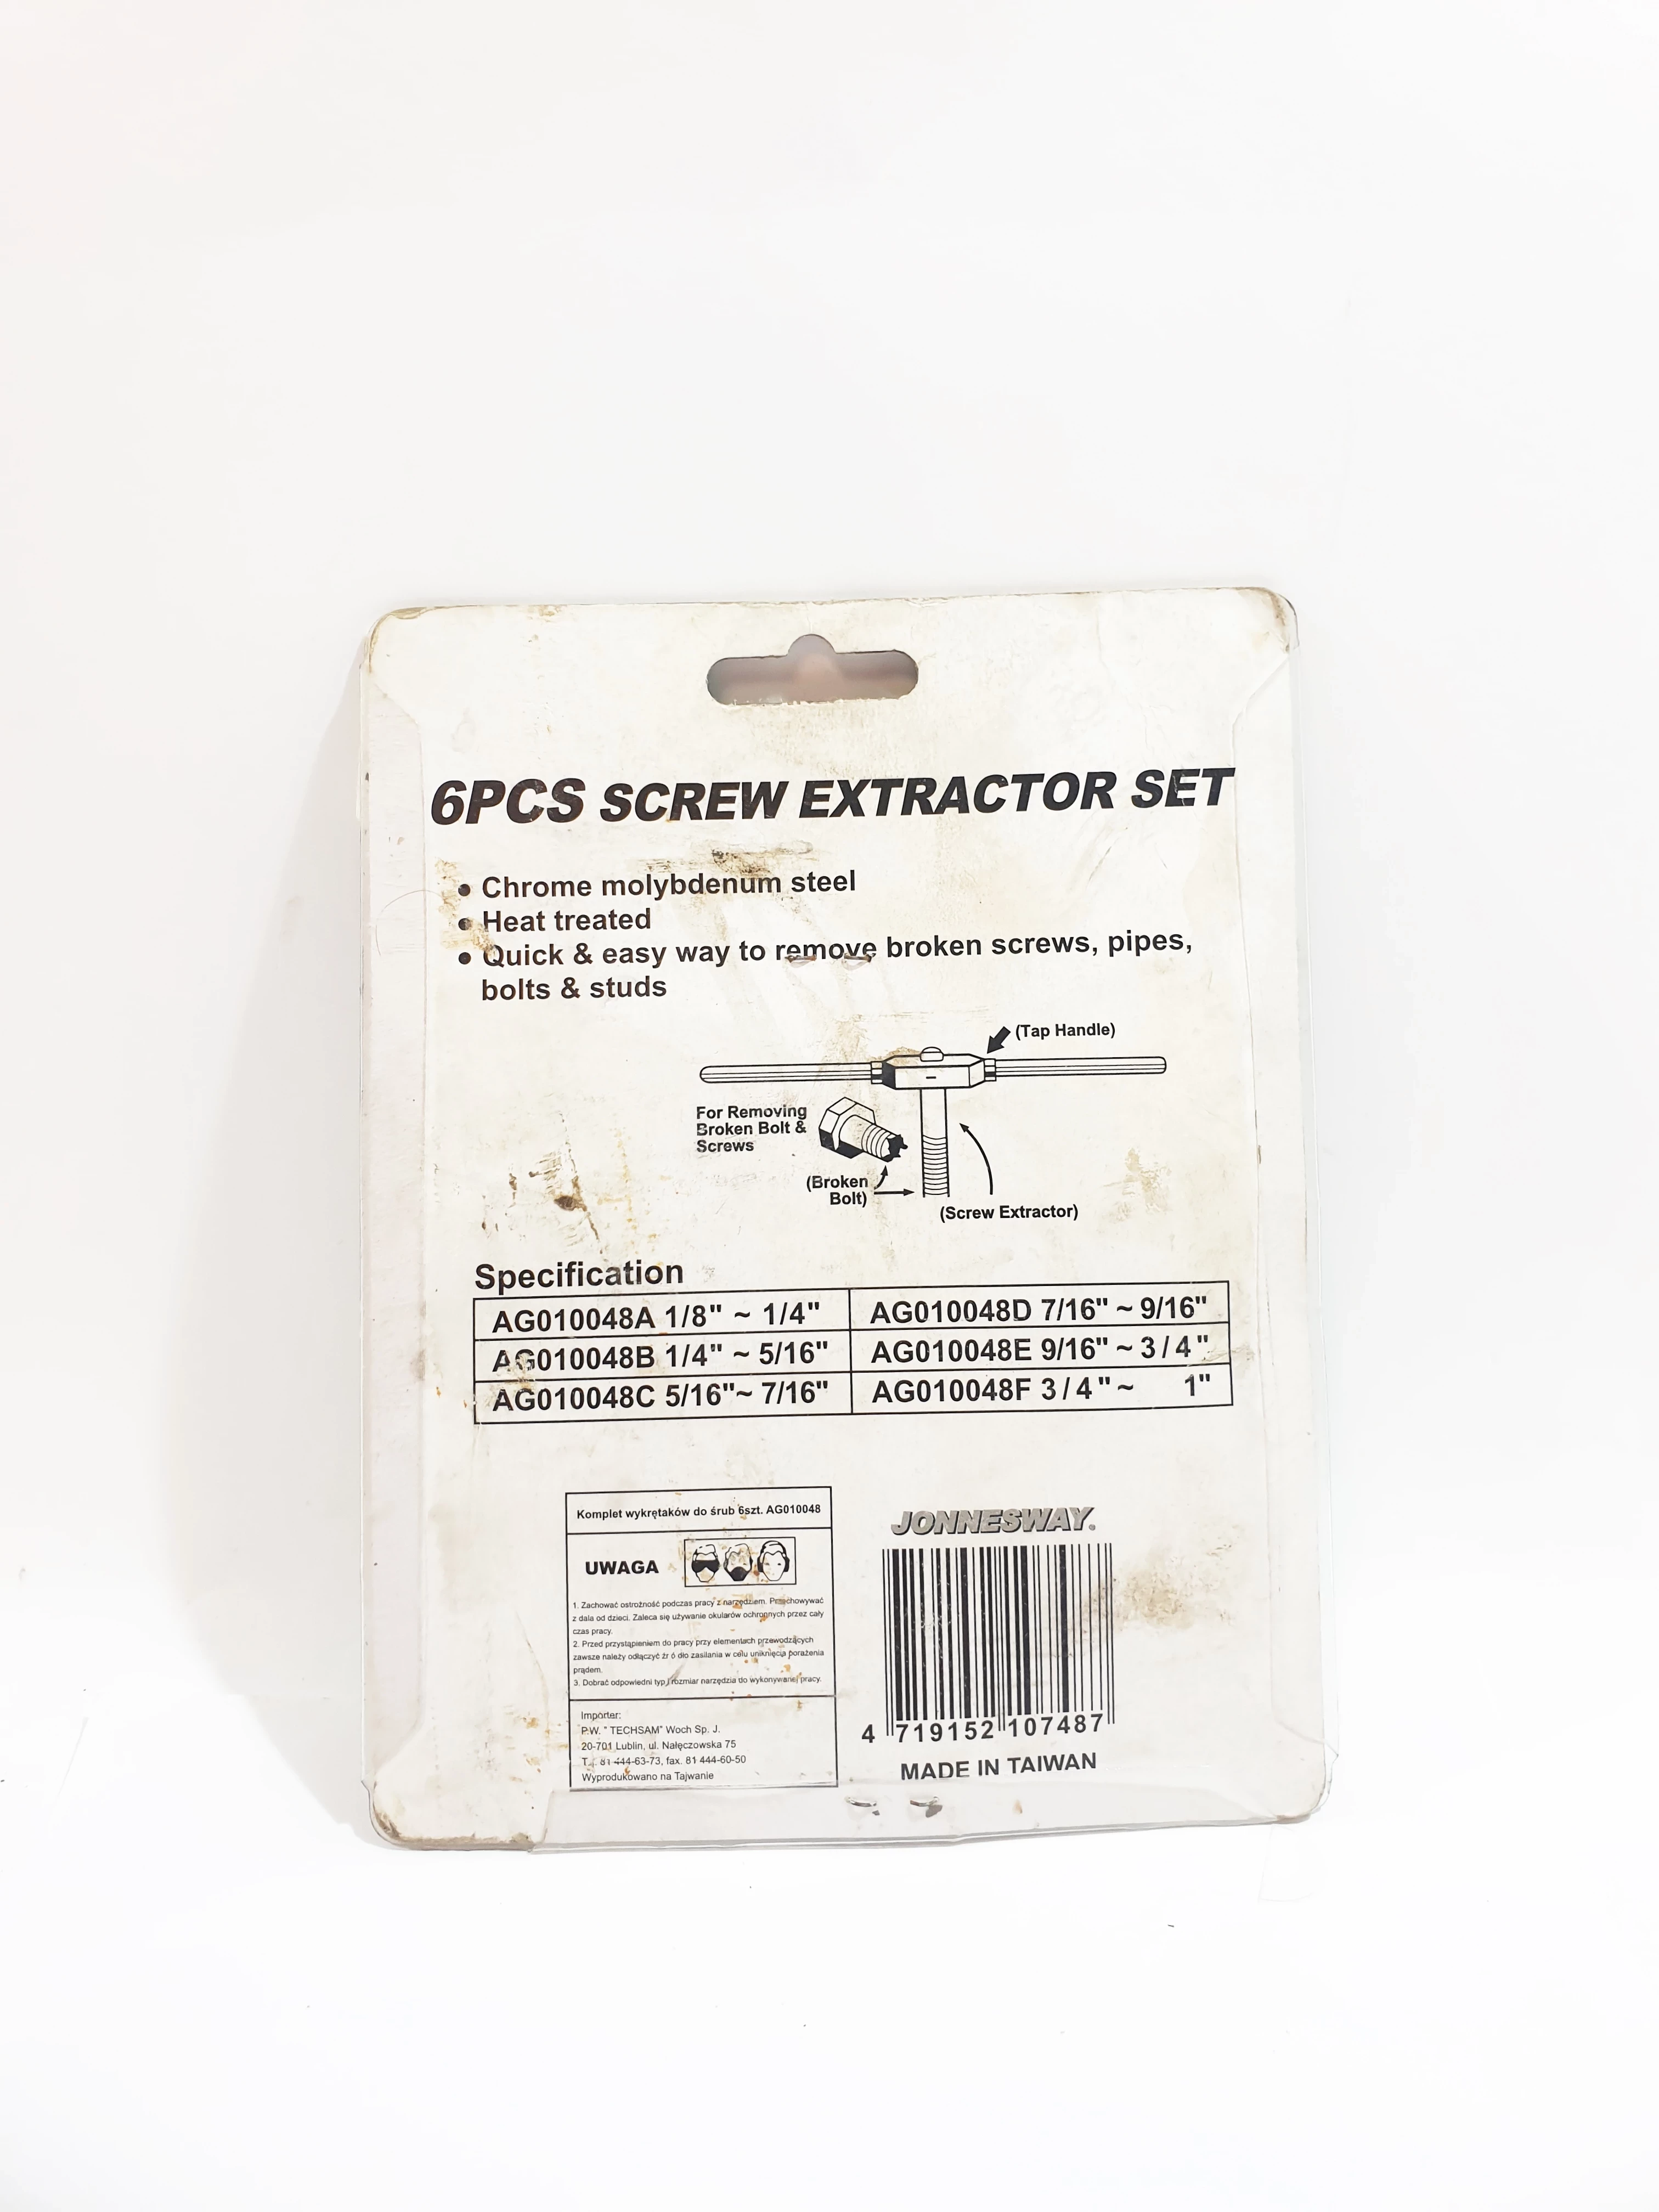 6PCS SCREW EXTRACTOR SET
• Chrome molybdenum steel
• Heat treated
• Quick & easy way to remove broken screws, pipes,
bolts & studs
(Tap Handle)
For Removing
Broken Bolt &
Screws
(Broken
Bolt)
(Screw Extractor)
Specification
AG010048A 1/8" ~ 1/4" AG010048D 7/16" ~ 9/16"
AG010048B 1/4" ~ 5/16" AG010048E 9/16" ~ 3/4"
AG010048C 5/16"~ 7/16" AG010048F 3/4" ~ 1"
Komplet wykrętaków do śrub 6szt. AG010048
UWAGA
1. Zachować ostrożność podczas pracy z narzędziem. Przechowywać
z dala od dzieci. Zaleca się używanie okularów ochronnych przez cały
czas pracy.
2. Przed przystąpieniem do pracy przy elementach przewodzących
zawsze należy odłączyć źr ó dło zasilania w celu uniknięcia porażenia
prądem.
3. Dobrać odpowiedni typ i rozmiar narzędzia do wykonywanej pracy.
Importer:
P.W. " TECHSAM" Woch Sp. J.
20-701 Lublin, ul. Nałęczowska 75
81 444-63-73, fax. 81 444-60-50
Wyprodukowano na Tajwanie
JONNESWAY.
4 719152 107487
MADE IN TAIWAN